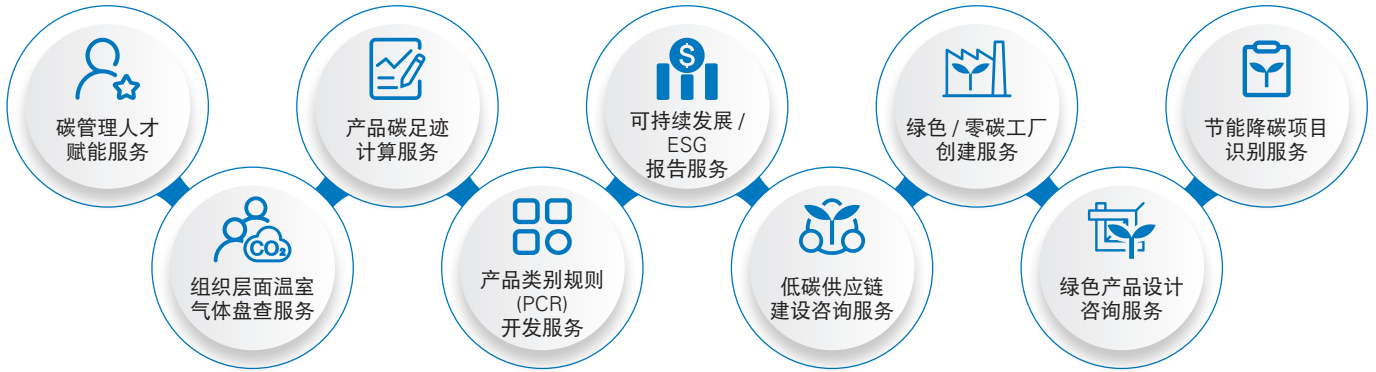 碳管理人才
赋能服务
组织层面温室
气体盘查服务
CO₂
产品碳足迹
计算服务
产品类别规则
(PCR)
开发服务
$
可持续发展 /
ESG
报告服务
低碳供应链
建设咨询服务
绿色 / 零碳工厂
创建服务
绿色产品设计
咨询服务
节能降碳项目
识别服务